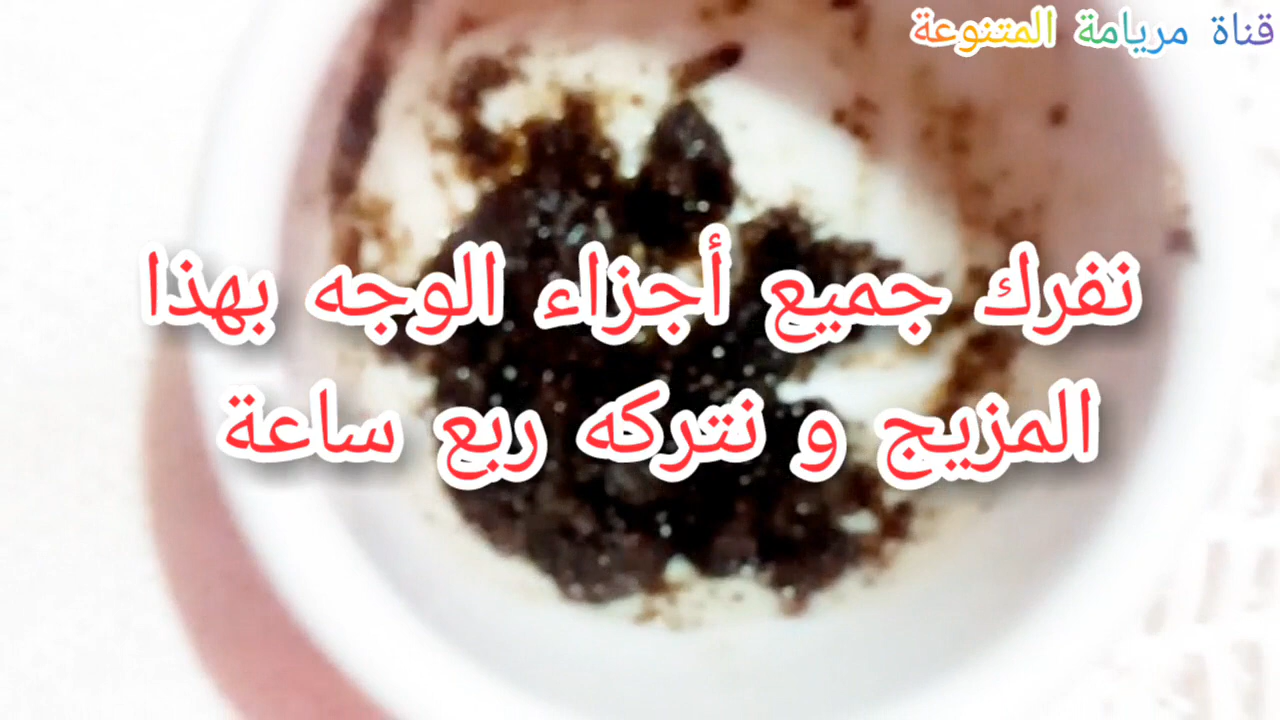 قناة مريامة المتنوعة
نفرك جميع أجزاء الوجه بهذا
المزيج و نتركه ربع ساعة